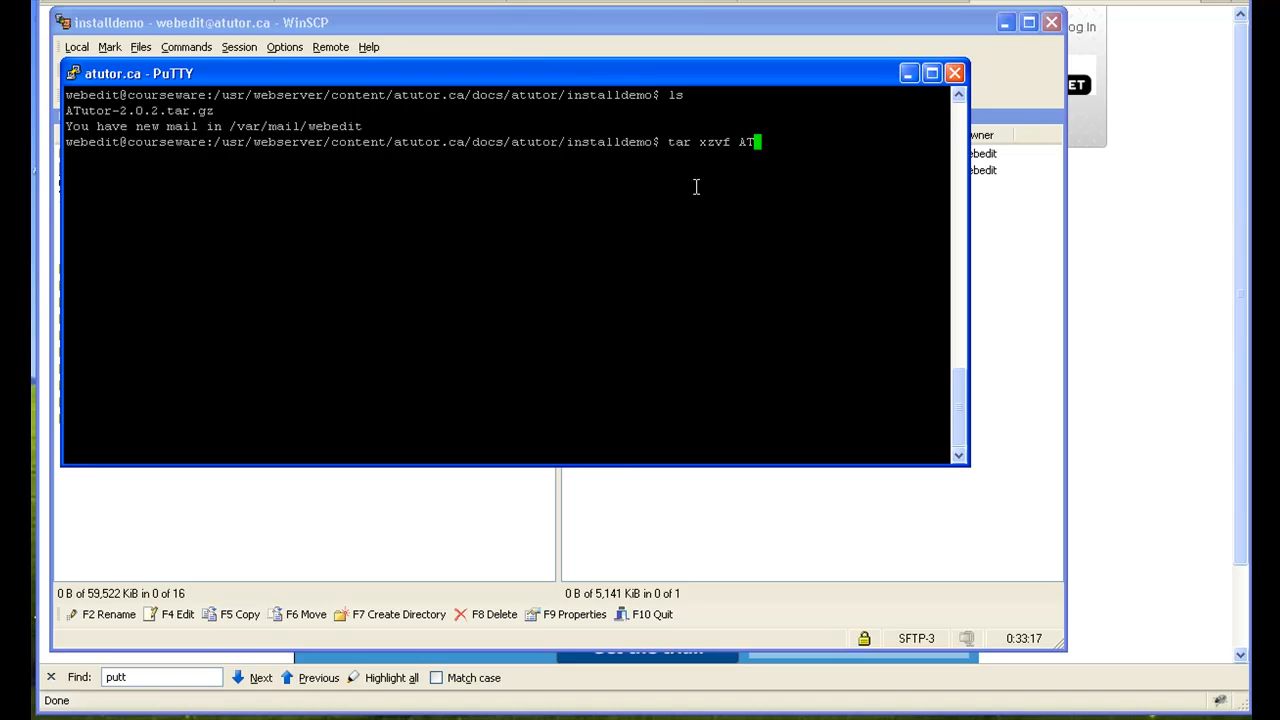 installdemo - webedit@atutor.ca - WinSCP
og In
Local Mark Files Commands Session Options Remote Help
atutor.ca - PuTTY
webedit@courseware:/usr/webserver/content/atutor.ca/docs/atutor/installdemo$ ls
ATutor-2.0.2.tar.gz
You have new mail in /var/mail/webedit
webedit@courseware:/usr/webserver/content/atutor.ca/docs/atutor/installdemo$ tar xzvf AT
wner
ebedit
ebedit
0 B of 59,522 KiB in 0 of 16
0 B of 5,141 KiB in 0 of 1
F2 Rename F4 Edit F5 Copy F6 Move F7 Create Directory F8 Delete F9 Properties F10 Quit
SFTP-3 0:33:17
Find: putt Next Previous Highlight all Match case
Done